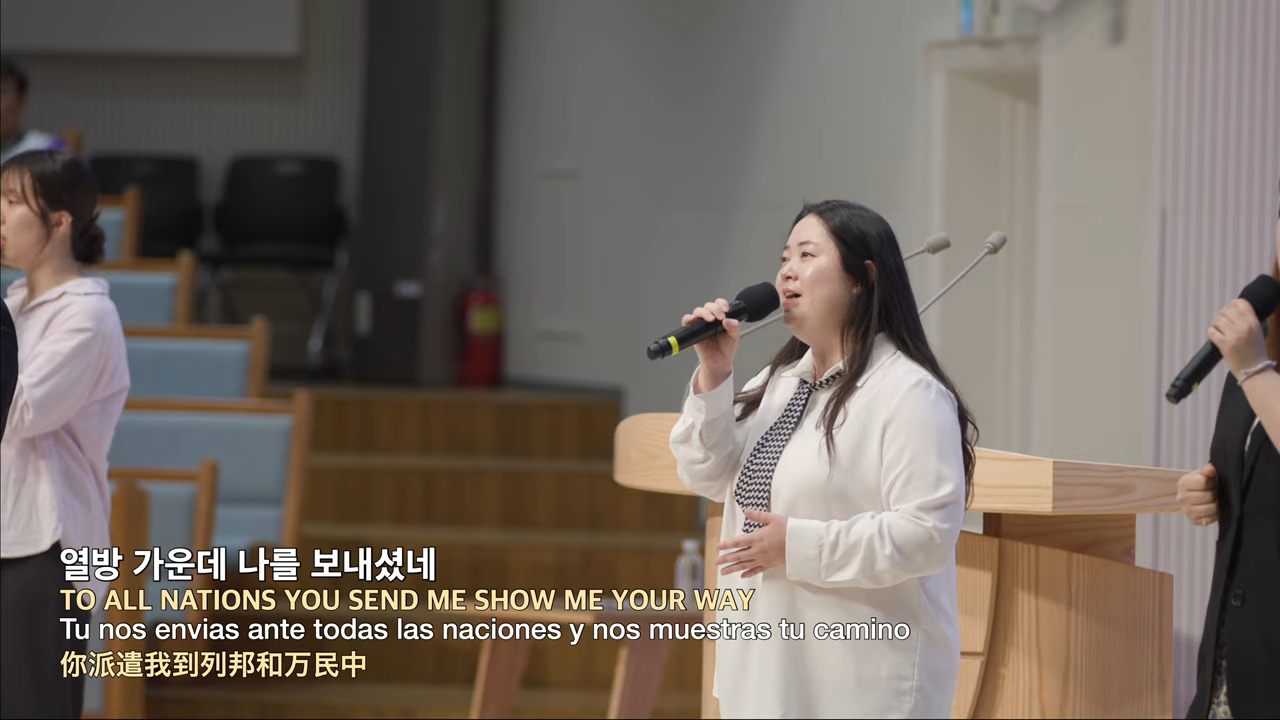 열방 가운데 나를 보내셨네
TO ALL NATIONS YOU SEND ME SHOW ME YOUR WAY
Tu nos envias ante todas las naciones y nos muestras tu camino
你派遣我到列邦和万民中